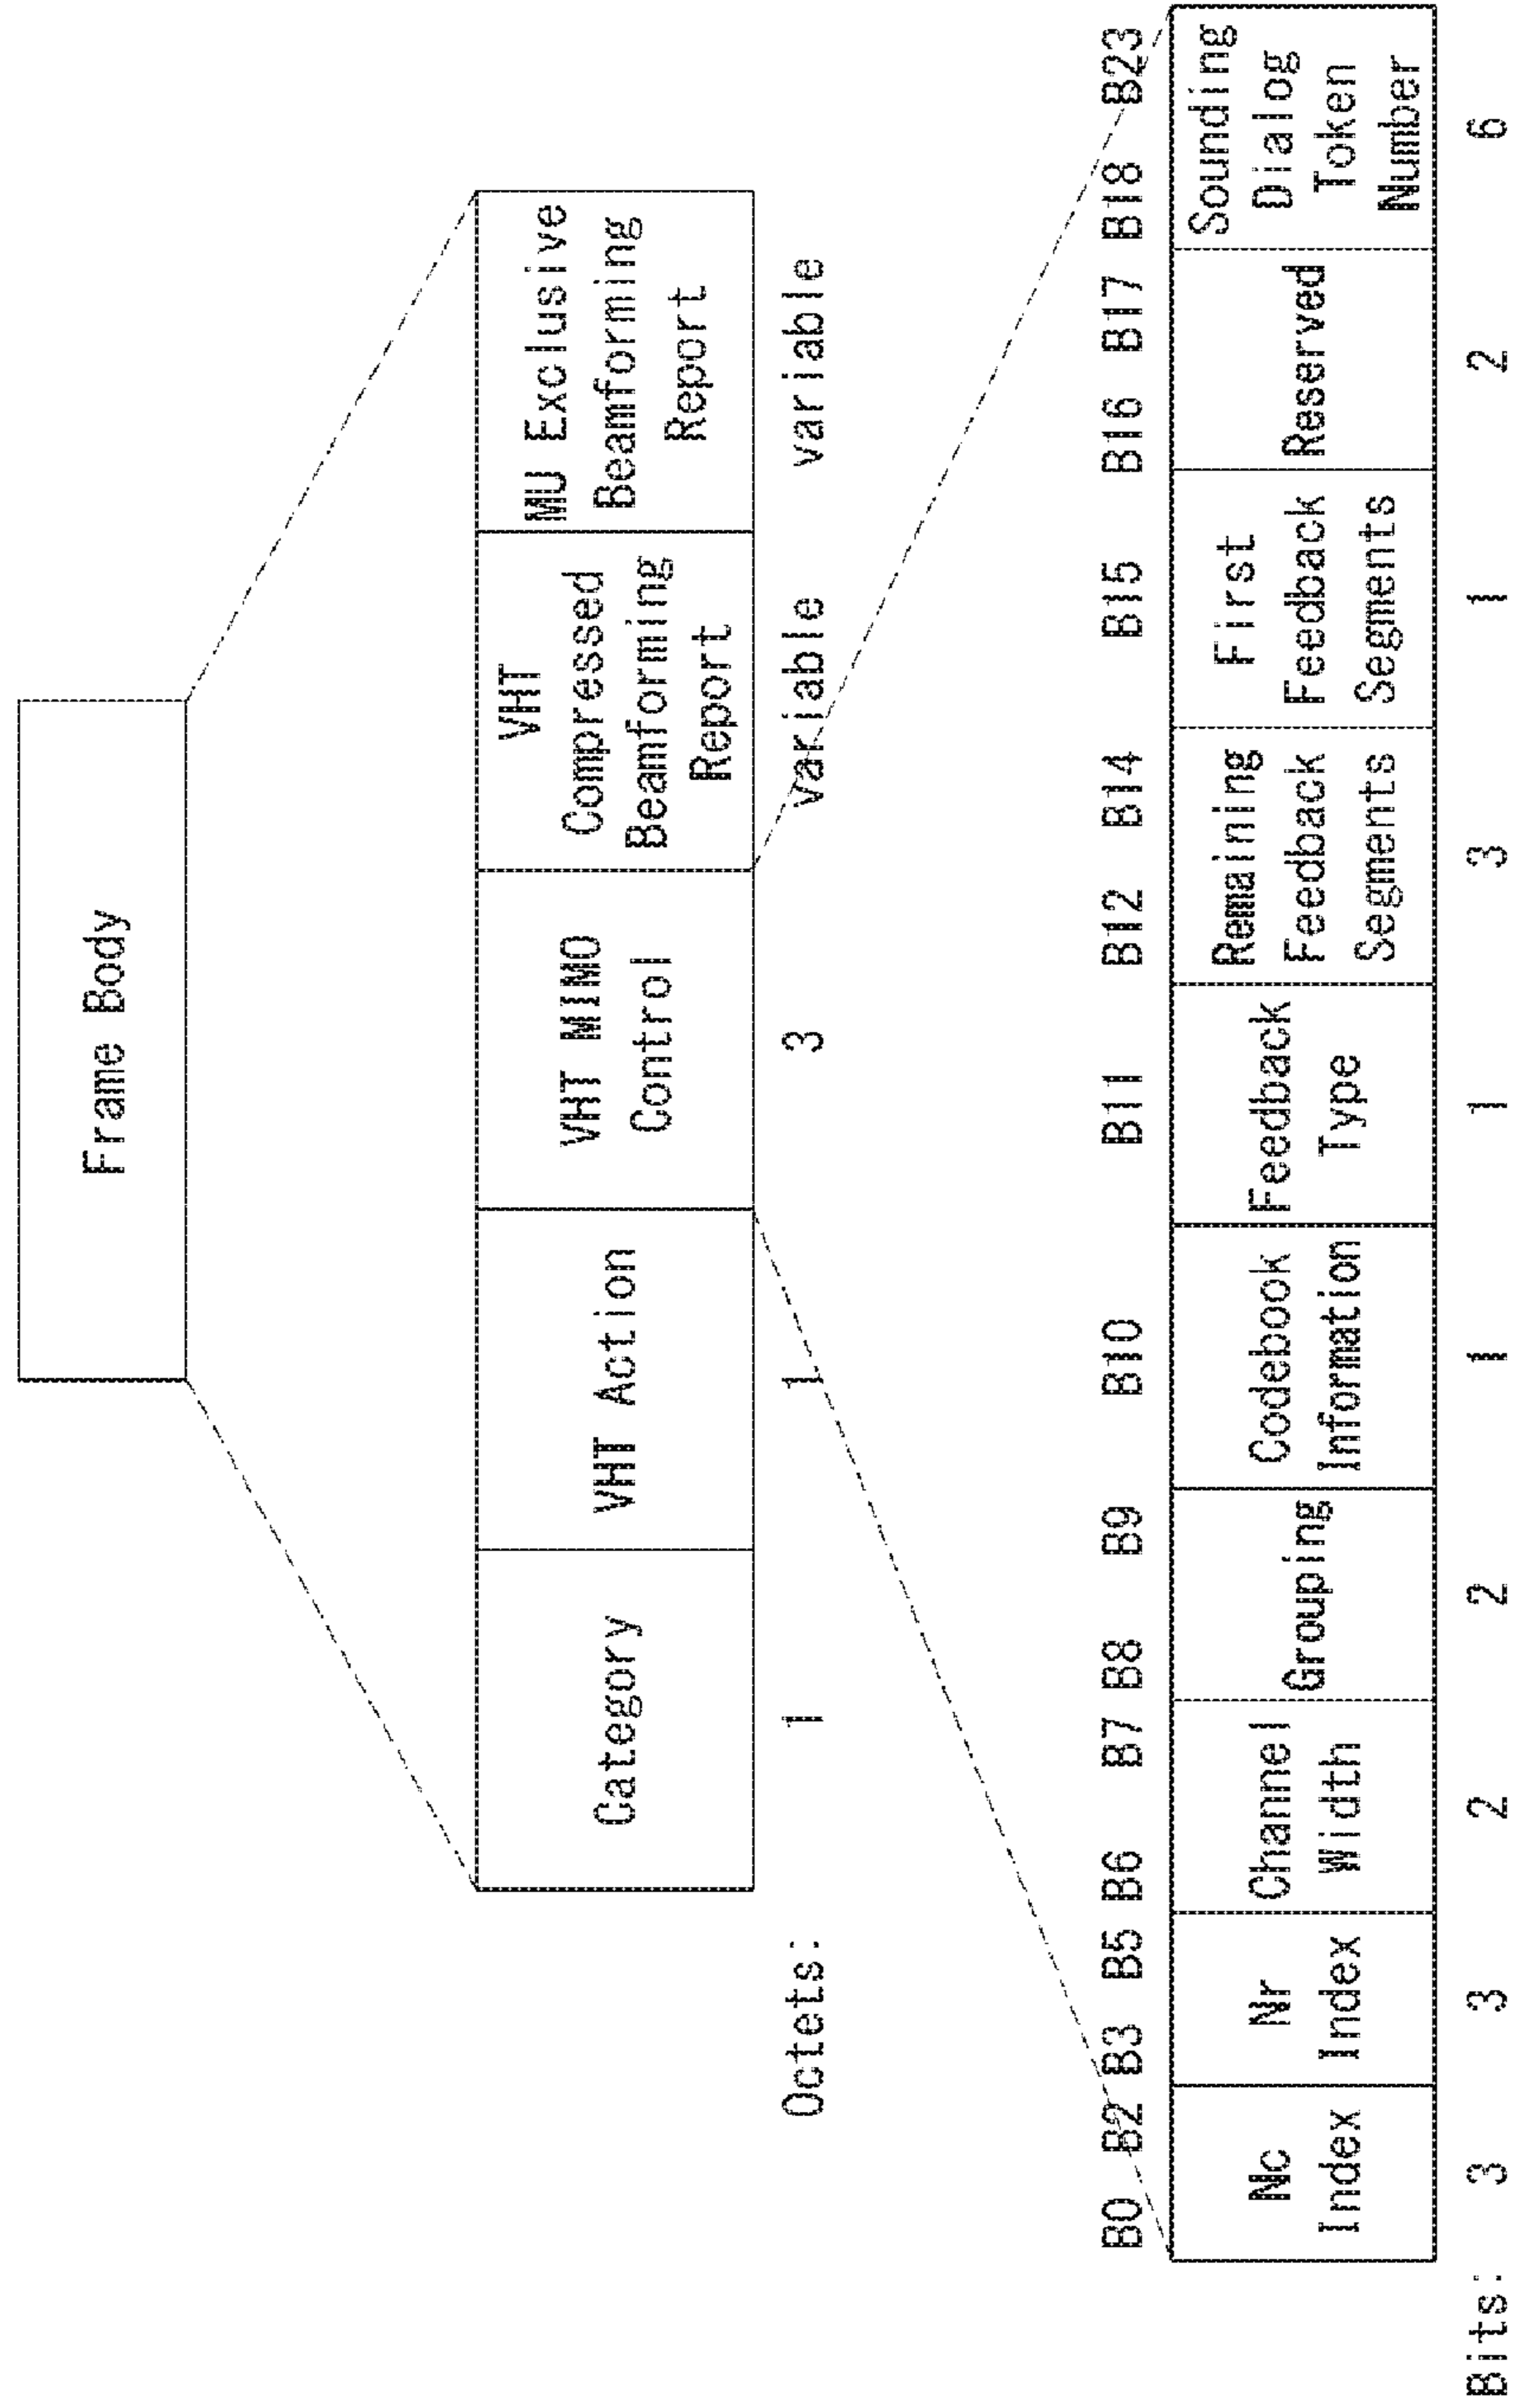 Frame Body
Category
VHT Action
VHT MIMO
Control
VHT
Compressed
Beamforming
Report
MU Exclusive
Beamforming
Report
Octets: 1 1 3 variable variable
B0 B2 B3 B5 B6 B7 B8 B9 B10 B11 B12 B14 B15 B16 B17 B18 B23
Nc
Index
Nr
Index
Channel
Width
Grouping
Codebook
Information
Feedback
Type
Remaining
Feedback
Segments
First
Feedback
Segments
Reserved
Sounding
Dialog
Token
Number
Bits: 3 3 2 2 1 1 3 1 2 6